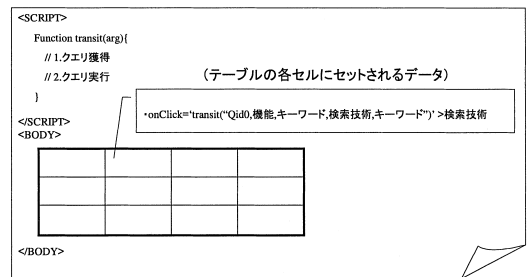 <SCRIPT>
Function transit(arg){
// 1.クエリ獲得
// 2.クエリ実行
}
(テーブルの各セルにセットされるデータ)
・onClick='transit(“Qid0,機能,キーワード,検索技術,キーワード”)' >検索技術
</SCRIPT>
<BODY>
</BODY>